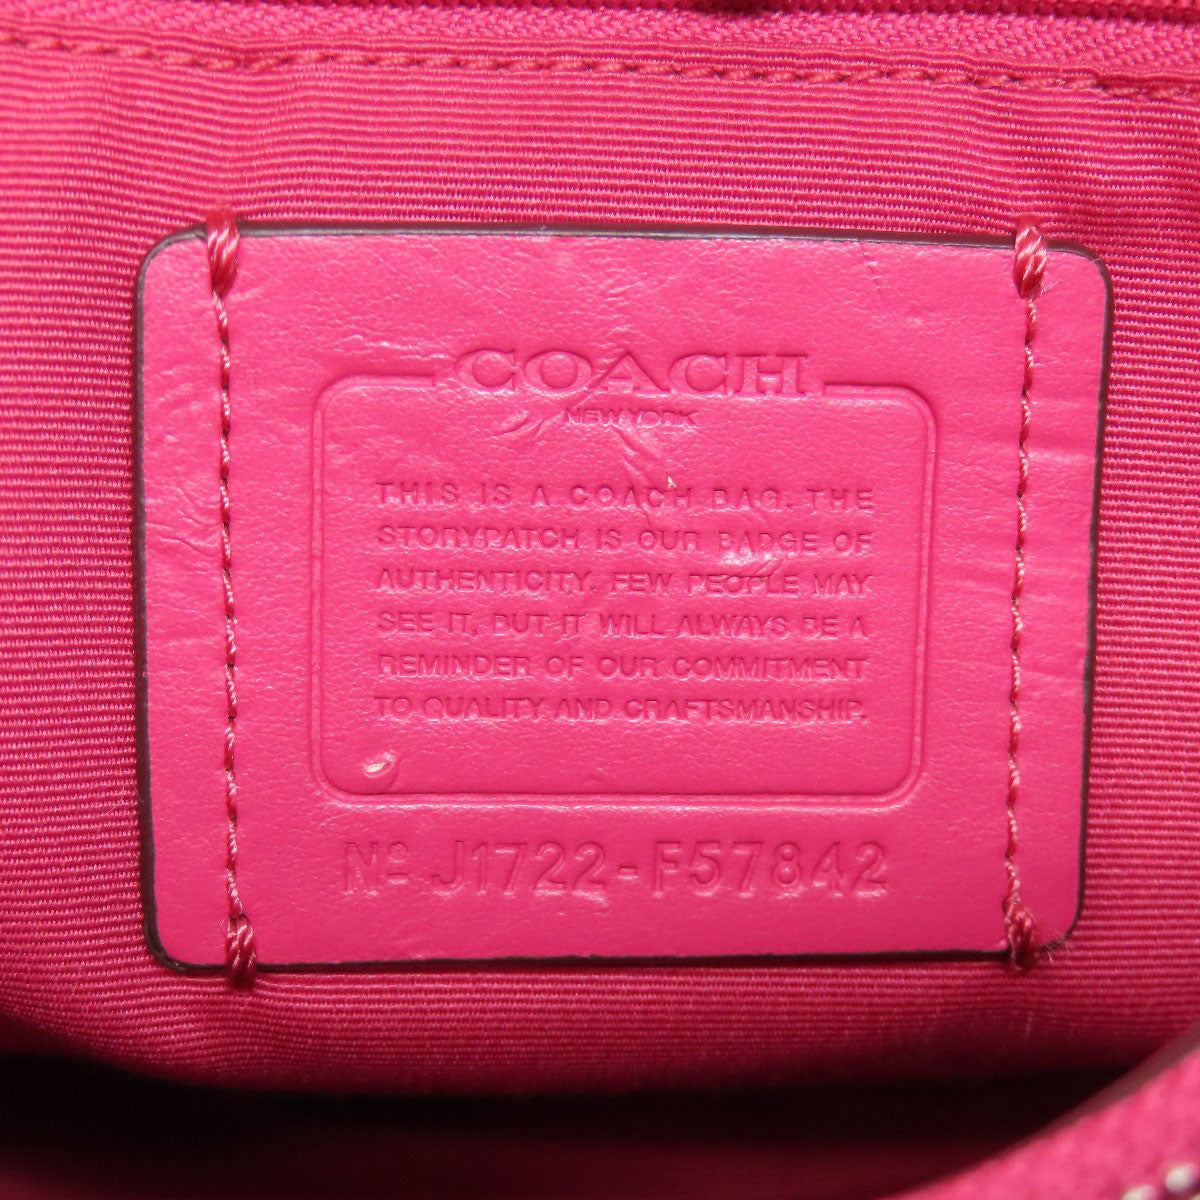 COACH
NEW YORK
THIS IS A COACH BAG. THE
STORYPATCH IS OUR BADGE OF
AUTHENTICITY. FEW PEOPLE MAY
SEE IT, BUT IT WILL ALWAYS BE A
REMINDER OF OUR COMMITMENT
TO QUALITY AND CRAFTSMANSHIP.
Nº J1722-F57842